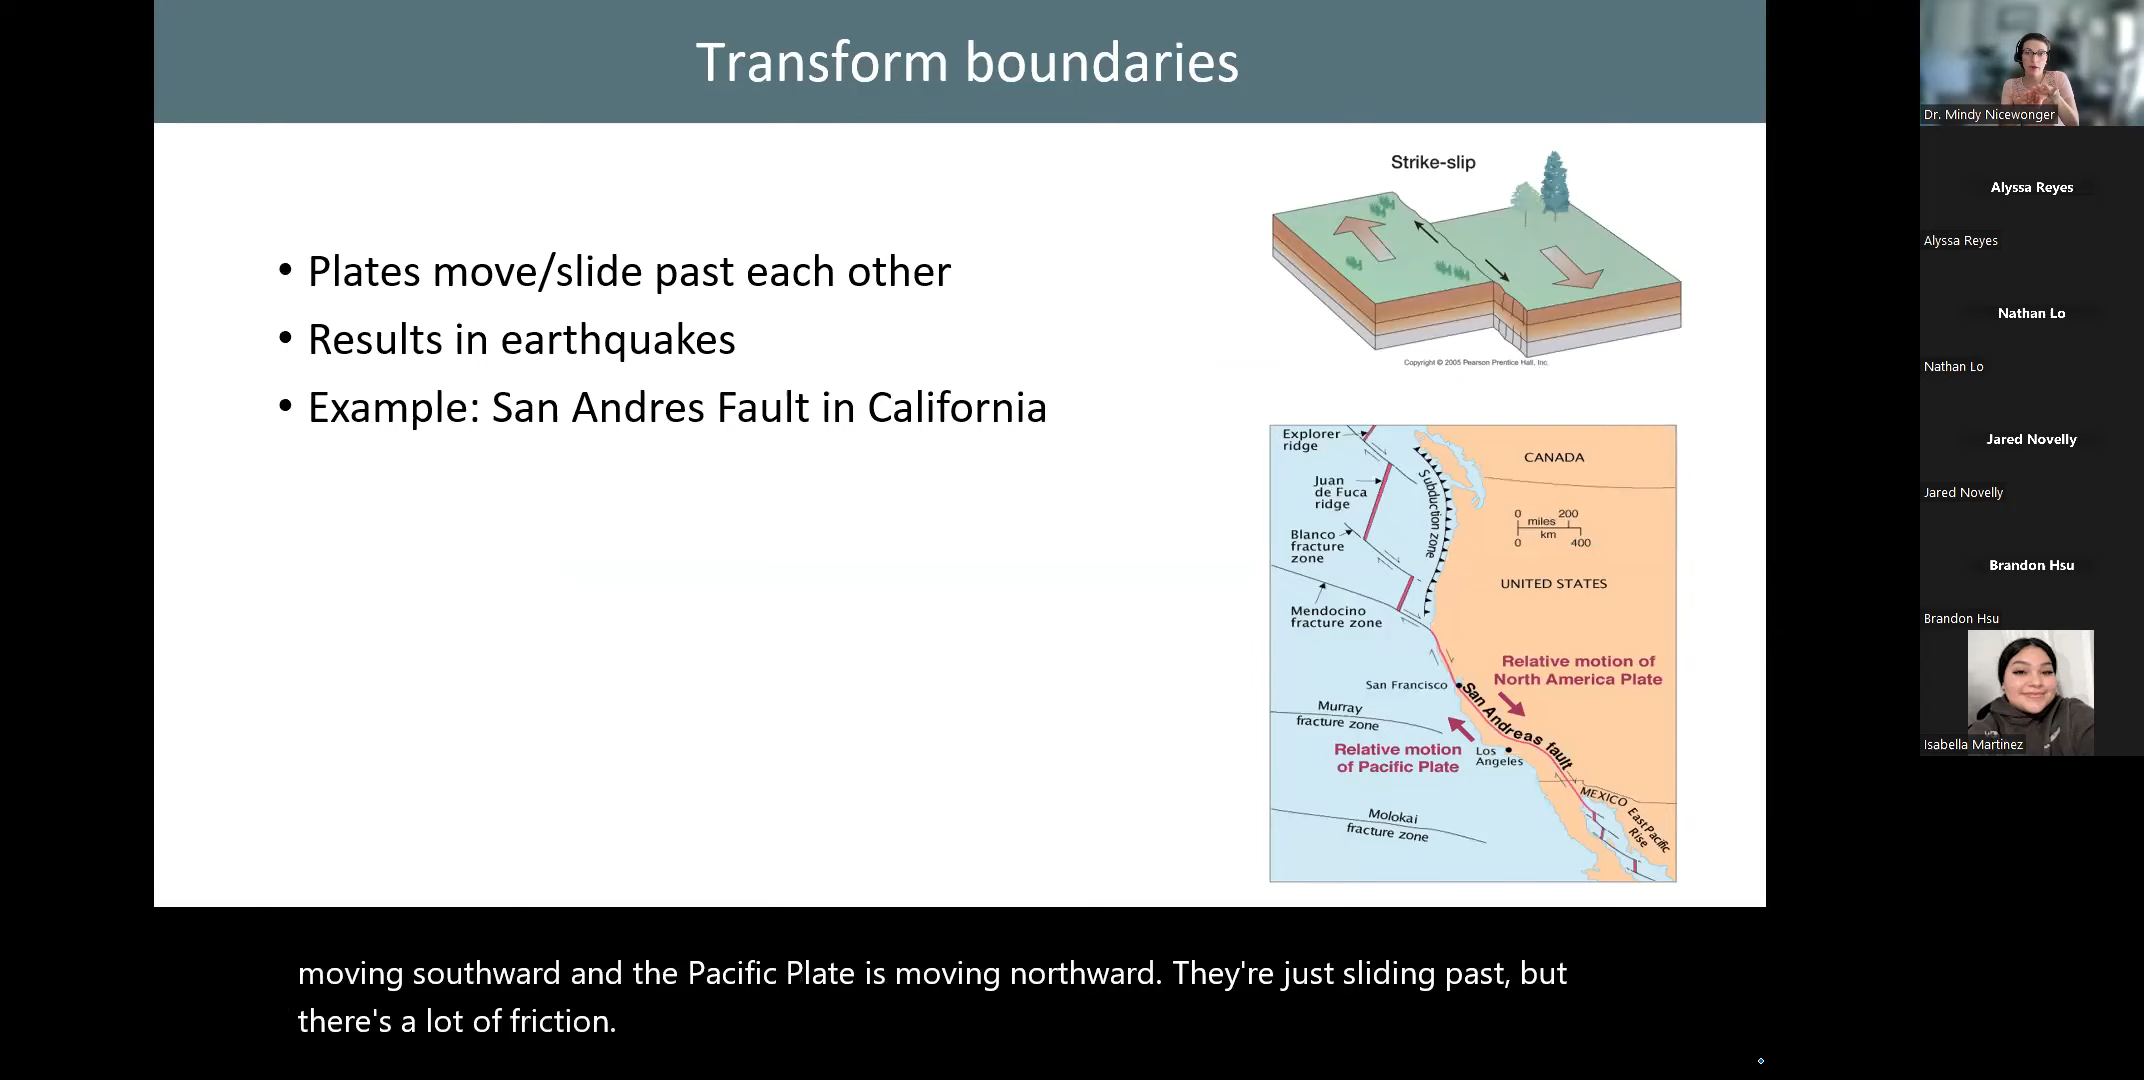 Transform boundaries
• Plates move/slide past each other
• Results in earthquakes
• Example: San Andres Fault in California
Strike-slip
Copyright © 2005 Pearson Prentice Hall, Inc.
Explorer
ridge
Juan
de Fuca
ridge
Blanco
fracture
zone
Mendocino
fracture zone
Subduction zone
CANADA
0 200
miles
km
0 400
UNITED STATES
Relative motion of
North America Plate
San Francisco
San Andreas fault
Murray
fracture zone
Relative motion
of Pacific Plate
Los
Angeles
Molokai
fracture zone
MEXICO
East Pacific
Rise
moving southward and the Pacific Plate is moving northward. They're just sliding past, but
there's a lot of friction.
Dr. Mindy Nicewonger
Alyssa Reyes
Alyssa Reyes
Nathan Lo
Nathan Lo
Jared Novelly
Jared Novelly
Brandon Hsu
Brandon Hsu
Isabella Martinez